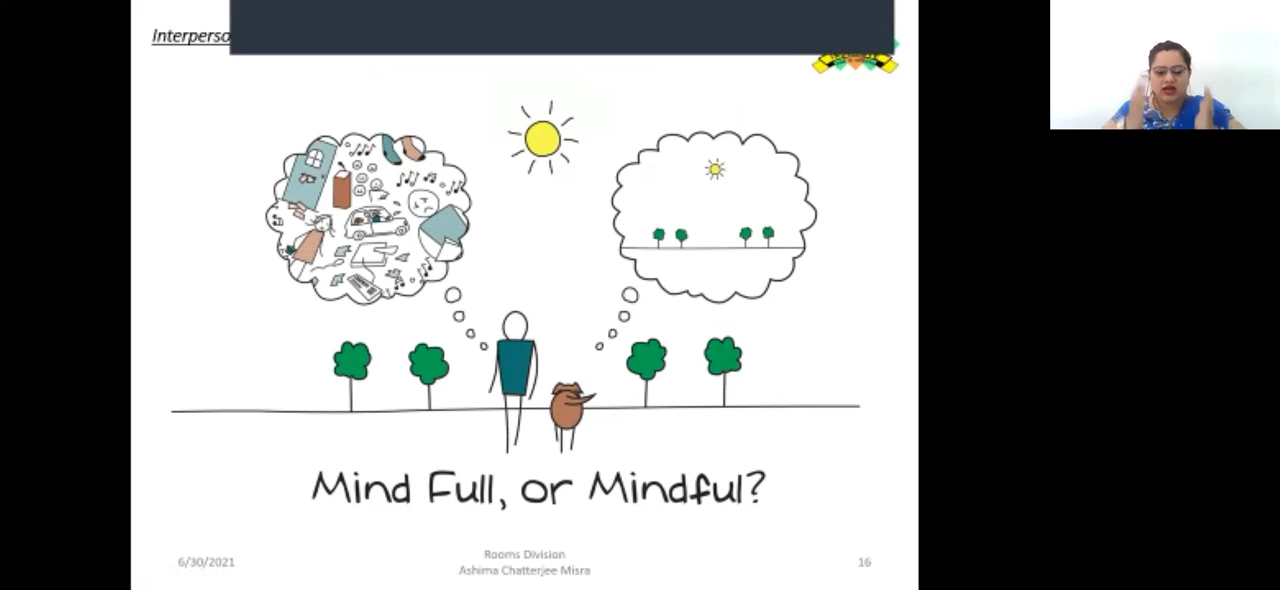 Interperso
Mind Full, or Mindful?
6/30/2021
Rooms Division
Ashima Chatterjee Misra
16